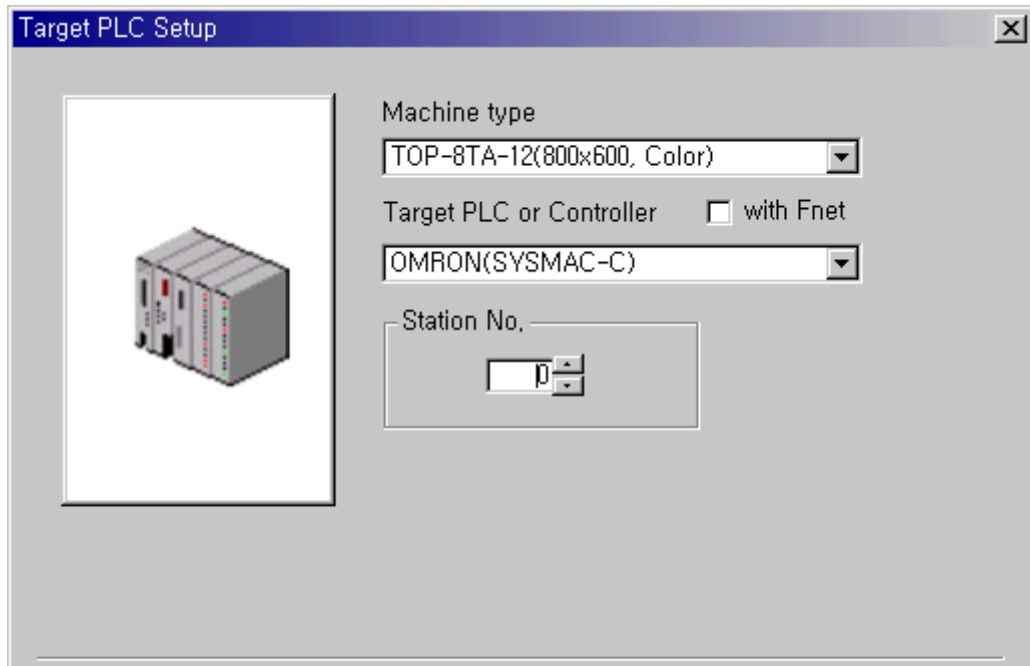 Target PLC Setup
Machine type
TOP-8TA-12(800x600, Color)
Target PLC or Controller with Fnet
OMRON(SYSMAC-C)
Station No.
0